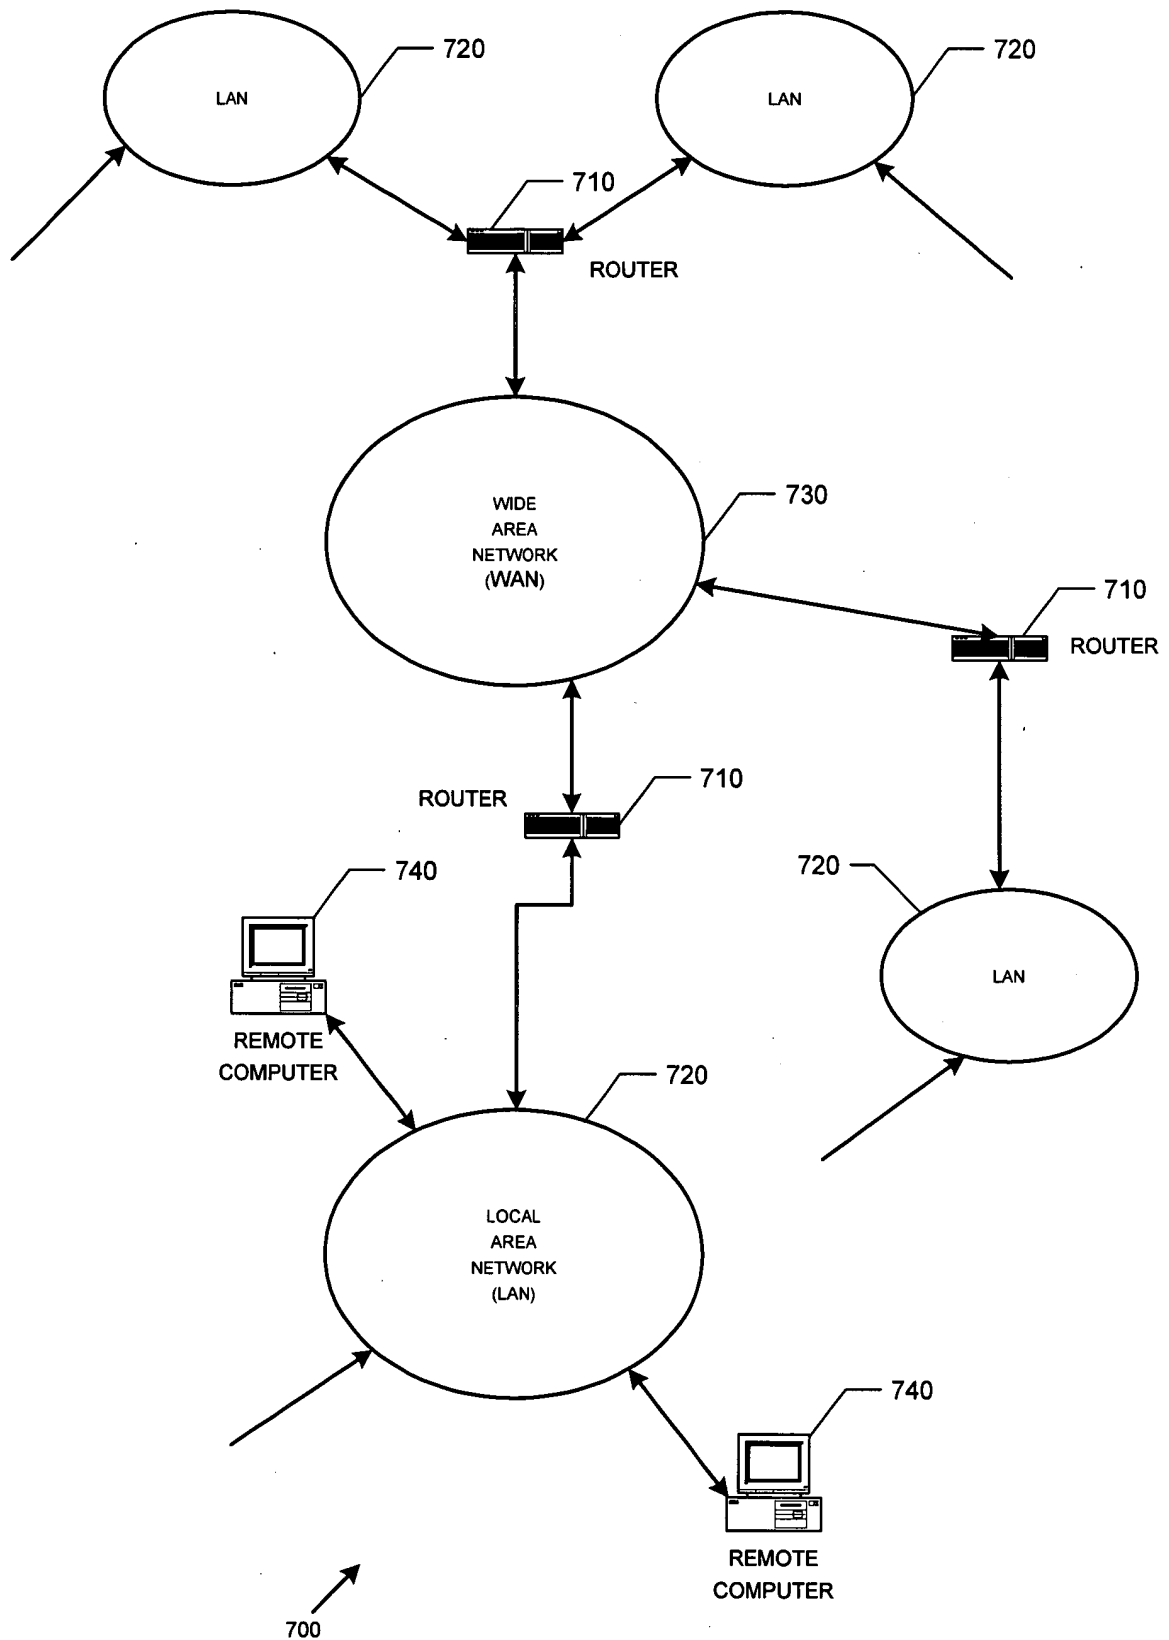 720
720
LAN
LAN
710
ROUTER
730
WIDE
AREA
NETWORK
(WAN)
710
ROUTER
710
ROUTER
740
720
LAN
REMOTE
COMPUTER
720
LOCAL
AREA
NETWORK
(LAN)
740
REMOTE
COMPUTER
700